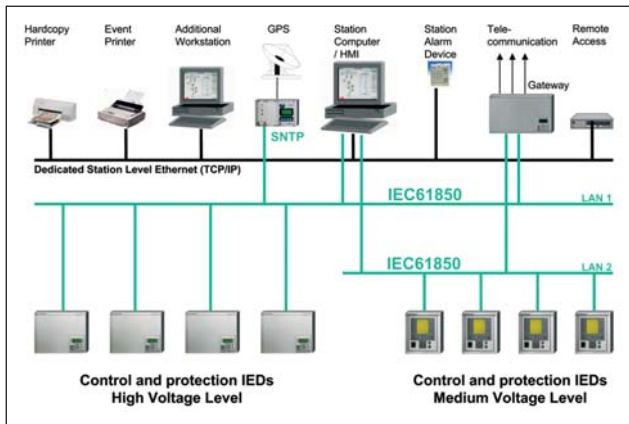 Hardcopy
Printer
Event
Printer
Additional
Workstation
GPS
Station
Computer
/ HMI
Station
Alarm
Device
Tele-
communication
Remote
Access
Gateway
SNTP
Dedicated Station Level Ethernet (TCP/IP)
IEC61850
LAN 1
IEC61850
LAN 2
Control and protection IEDs
High Voltage Level
Control and protection IEDs
Medium Voltage Level